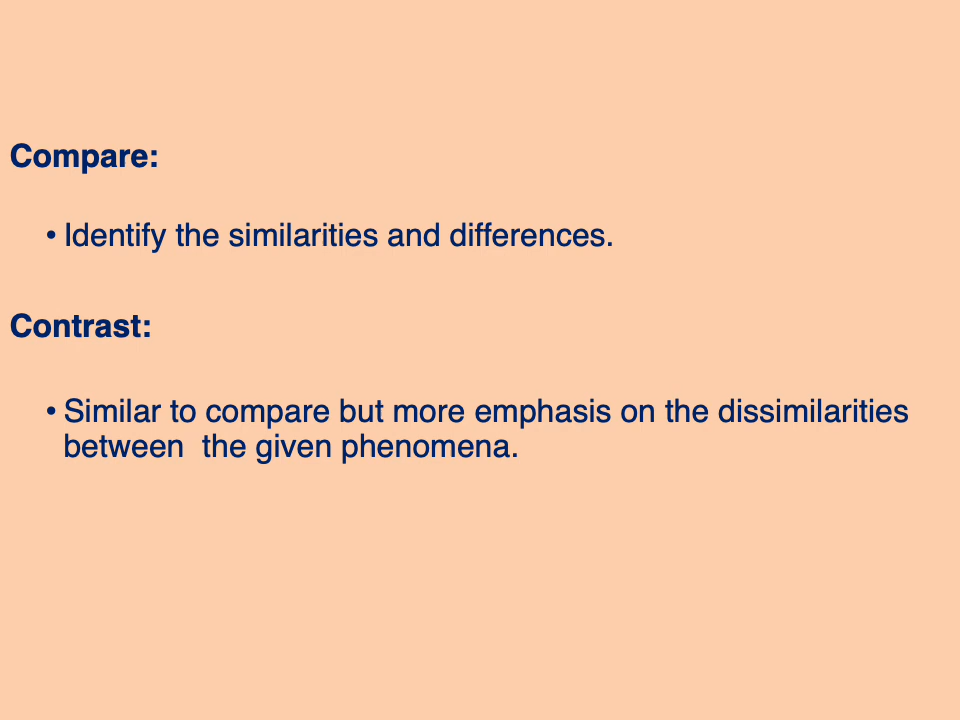 Compare:
• Identify the similarities and differences.
Contrast:
• Similar to compare but more emphasis on the dissimilarities
between  the given phenomena.